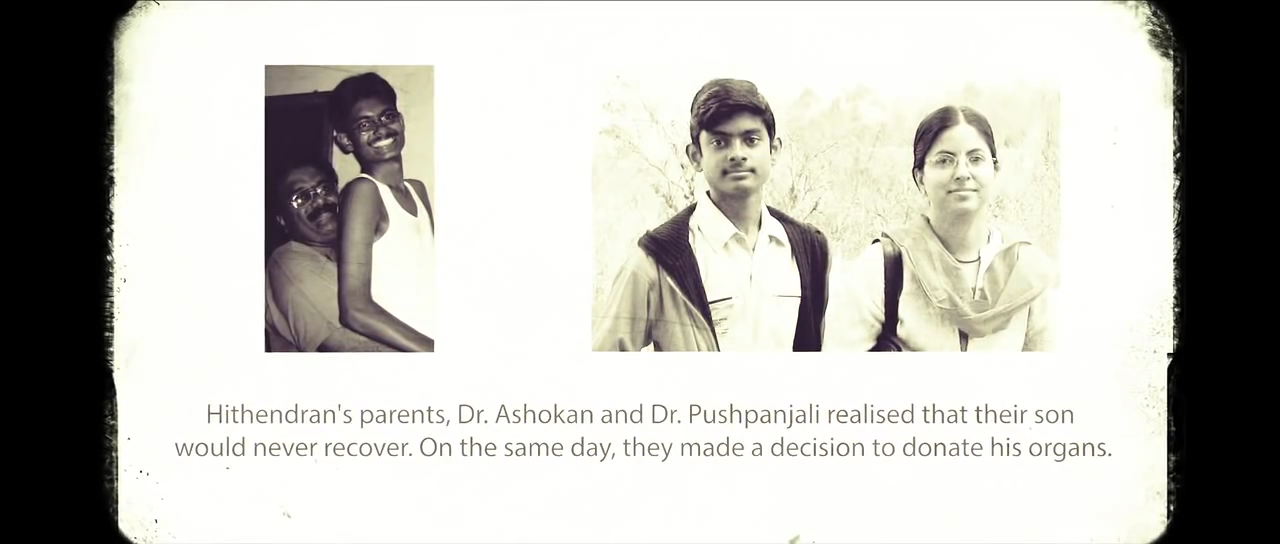 Hithendran's parents, Dr. Ashokan and Dr. Pushpanjali realised that their son
would never recover. On the same day, they made a decision to donate his organs.